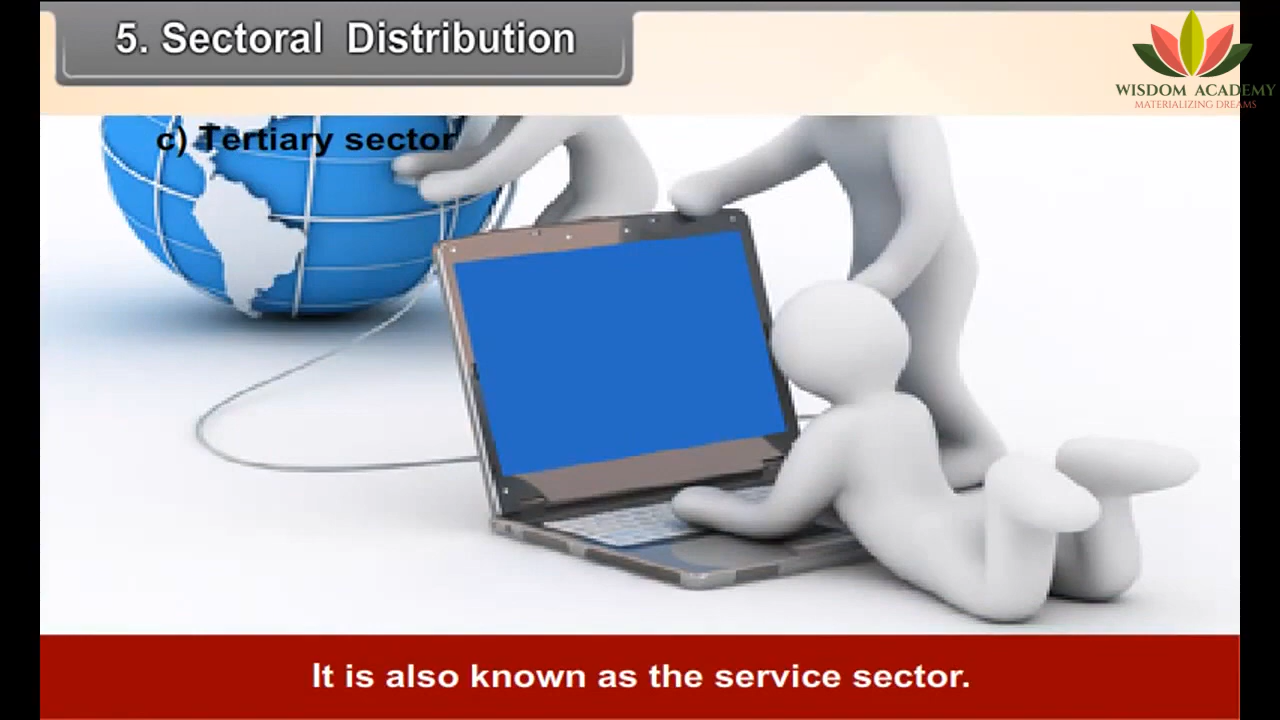 5. Sectoral Distribution
WISDOM ACADEMY
MATERIALIZING DREAMS
c) Tertiary sector
It is also known as the service sector.